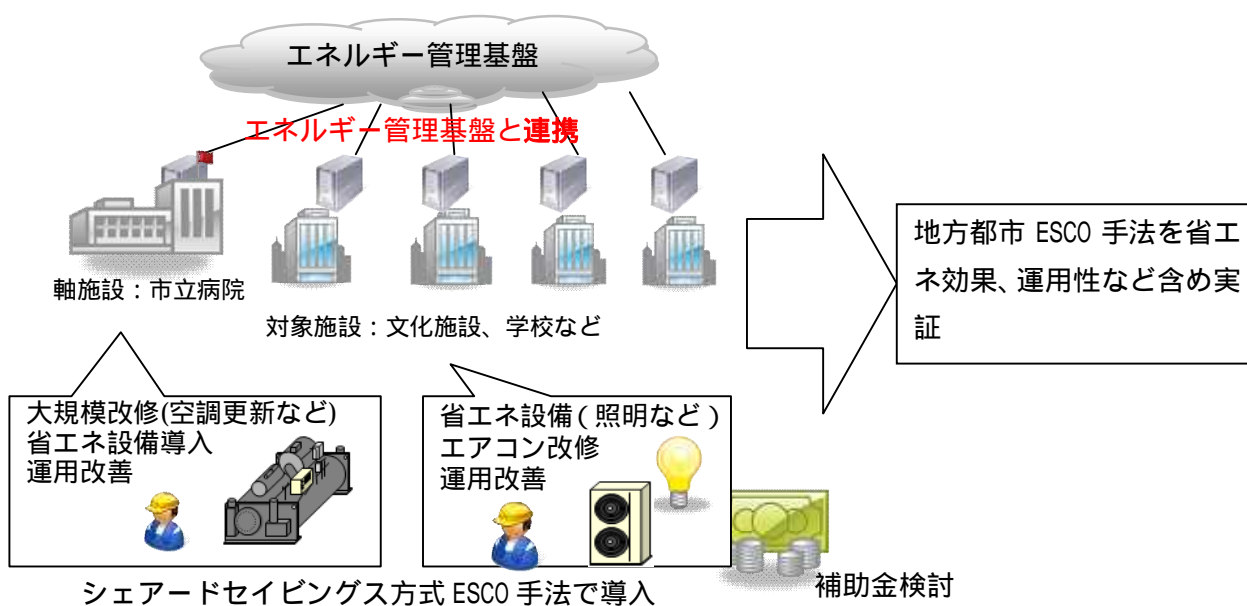 エネルギー管理基盤
エネルギー管理基盤と連携
軸施設：市立病院
対象施設：文化施設、学校など
地方都市 ESCO 手法を省エ
ネ効果、運用性など含め実
証
大規模改修(空調更新など)
省エネ設備導入
運用改善
省エネ設備（照明など）
エアコン改修
運用改善
シェアードセイビングス方式 ESCO 手法で導入
補助金検討